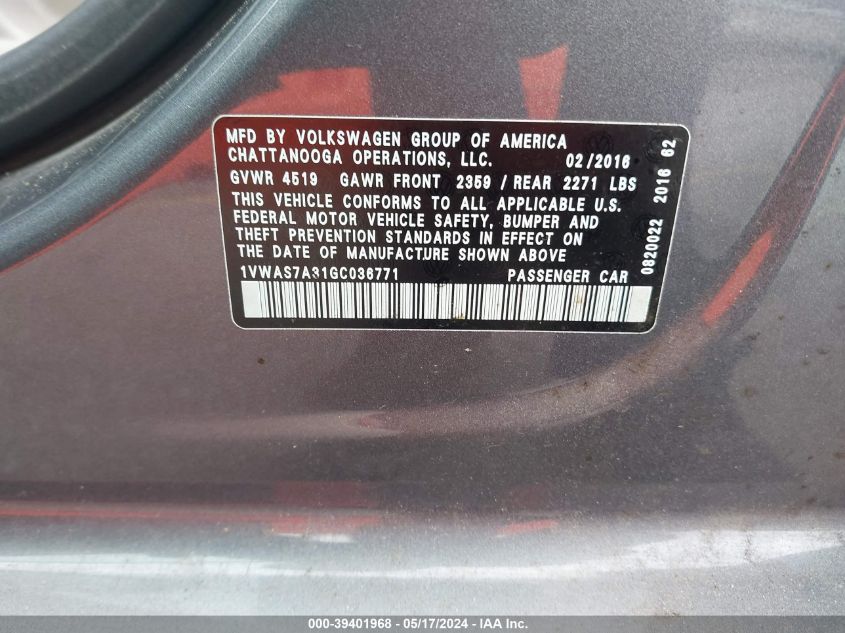 MFD BY VOLKSWAGEN GROUP OF AMERICA
CHATTANOOGA OPERATIONS, LLC. 02/2016
GVWR 4519 GAWR FRONT 2359 / REAR 2271 LBS
THIS VEHICLE CONFORMS TO ALL APPLICABLE U.S.
FEDERAL MOTOR VEHICLE SAFETY, BUMPER AND
THEFT PREVENTION STANDARDS IN EFFECT ON
THE DATE OF MANUFACTURE SHOWN ABOVE
1VWAS7A31GC036771 PASSENGER CAR
0820022 2016 62
000-39401968 - 05/17/2024 - IAA Inc.